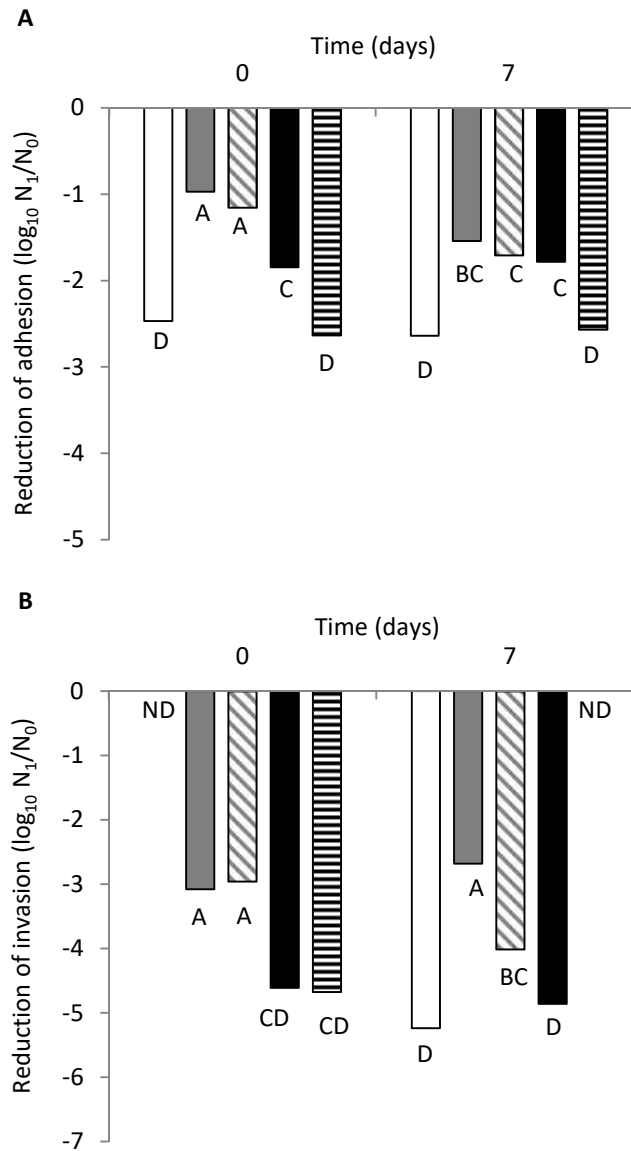 A
Time (days)
0 7
Reduction of adhesion (log₁₀ N₁/N₀)
0
-1
-2
-3
-4
-5
A A
BC C
C C
D D D D
B
Time (days)
0 7
Reduction of invasion (log₁₀ N₁/N₀)
0
-1
-2
-3
-4
-5
-6
-7
ND ND
A A A
BC
CD CD D
D